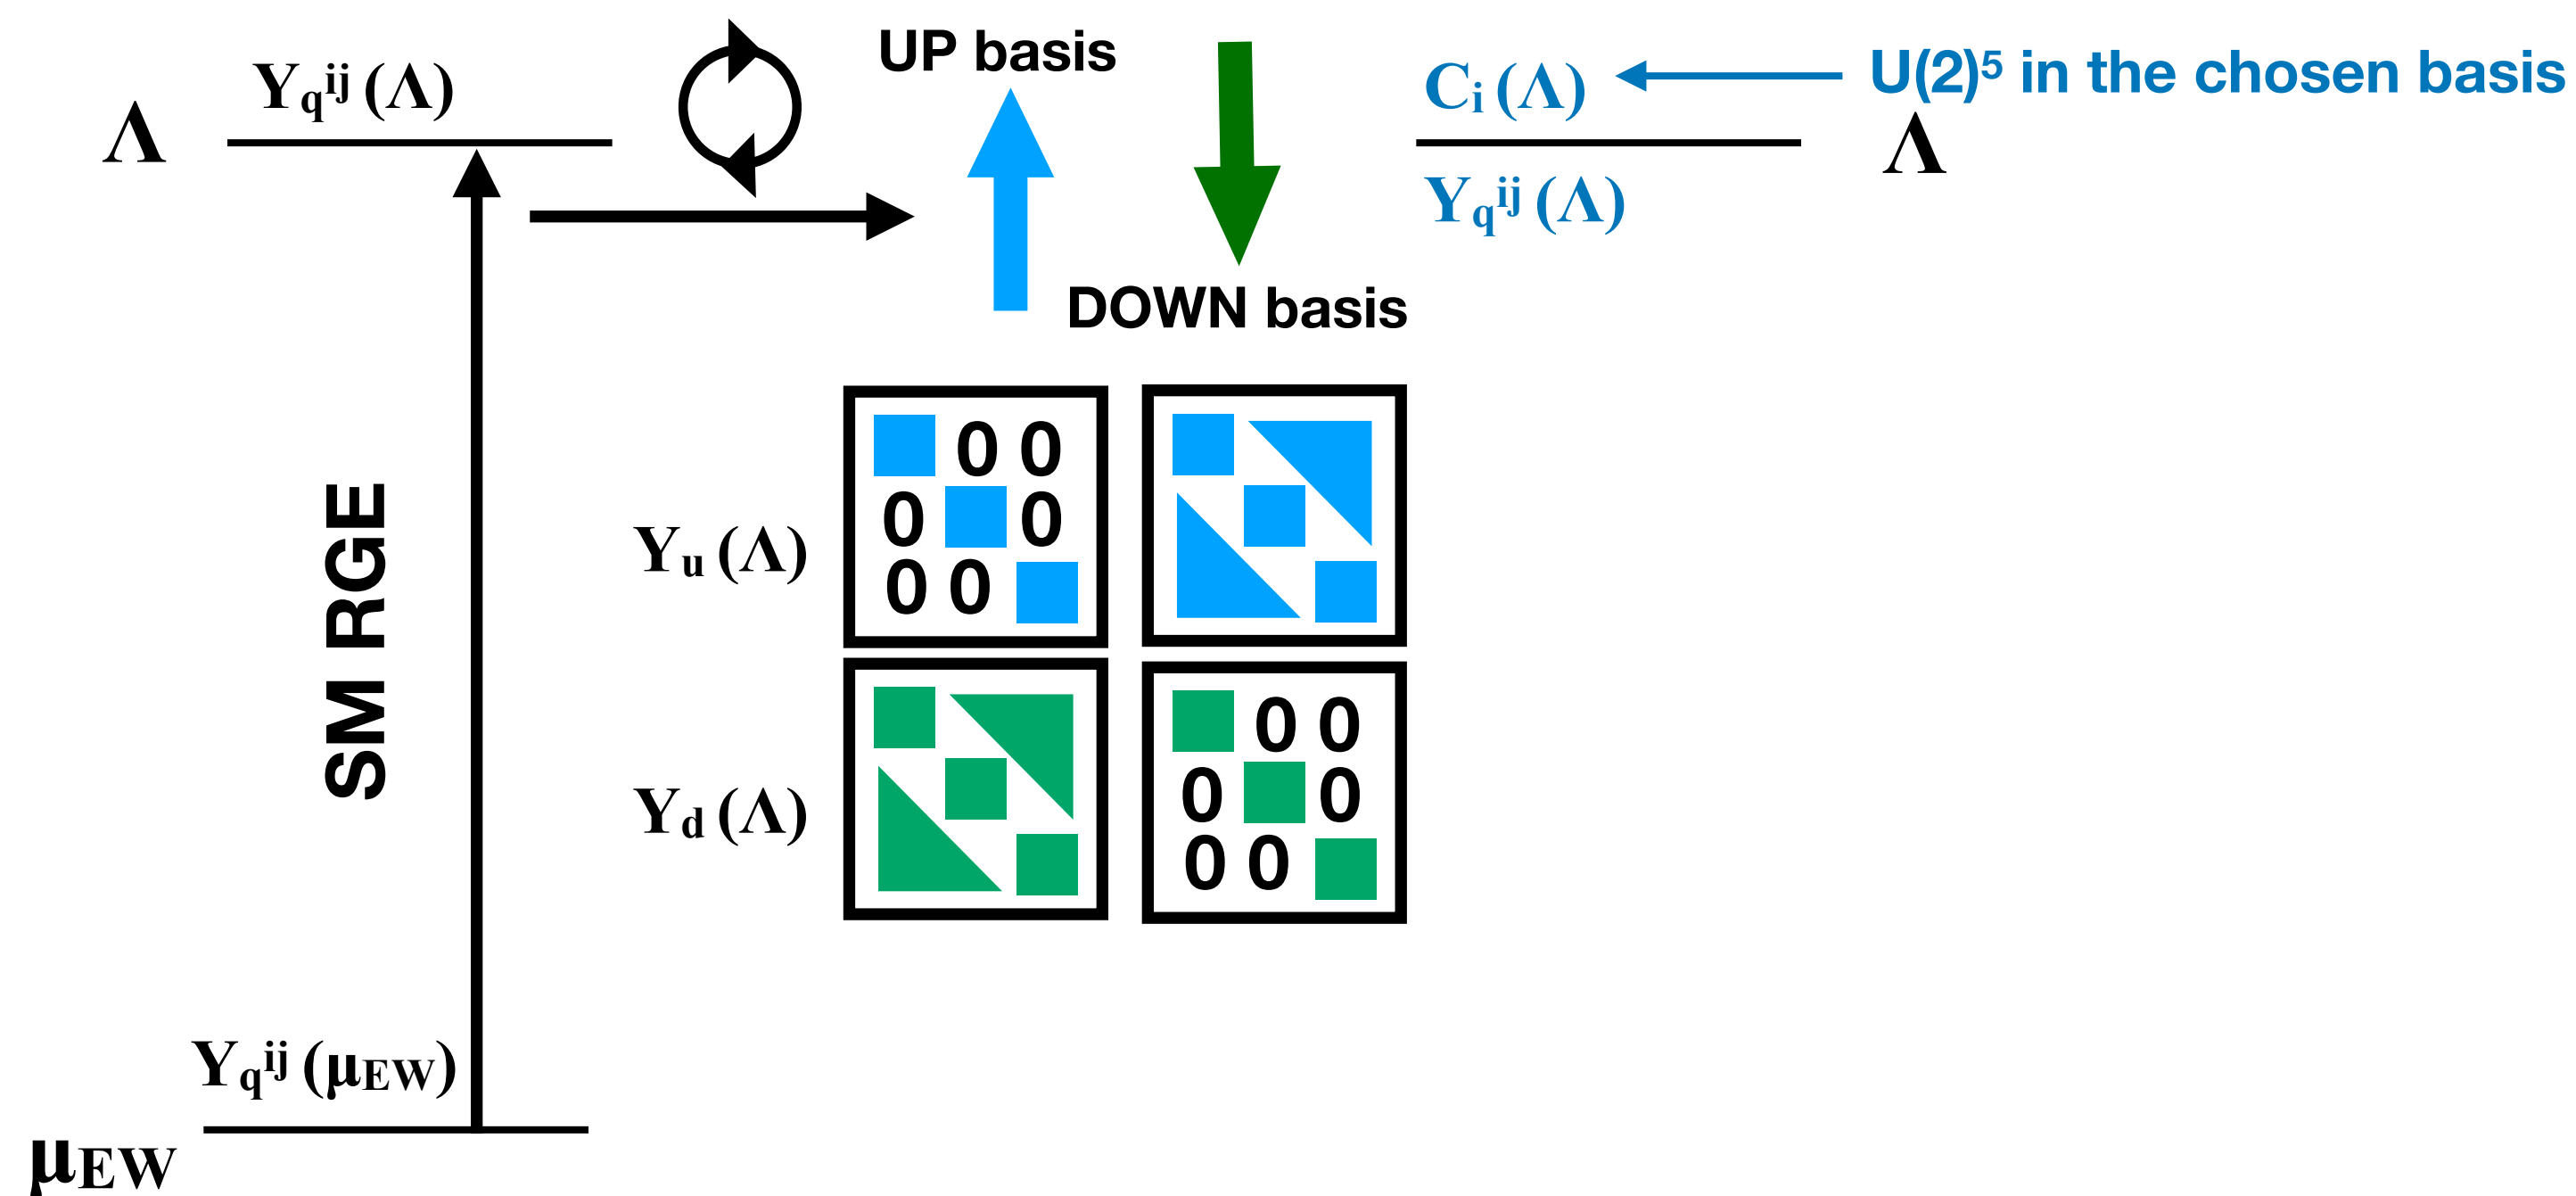 Λ
Yqⁱʲ (Λ)
UP basis
DOWN basis
Cᵢ (Λ)
U(2)⁵ in the chosen basis
Yqⁱʲ (Λ)
Λ
SM RGE
Yᵤ (Λ)
0 0
0 0
0 0
Yd (Λ)
0 0
0 0
0 0
Yqⁱʲ (μEW)
μEW